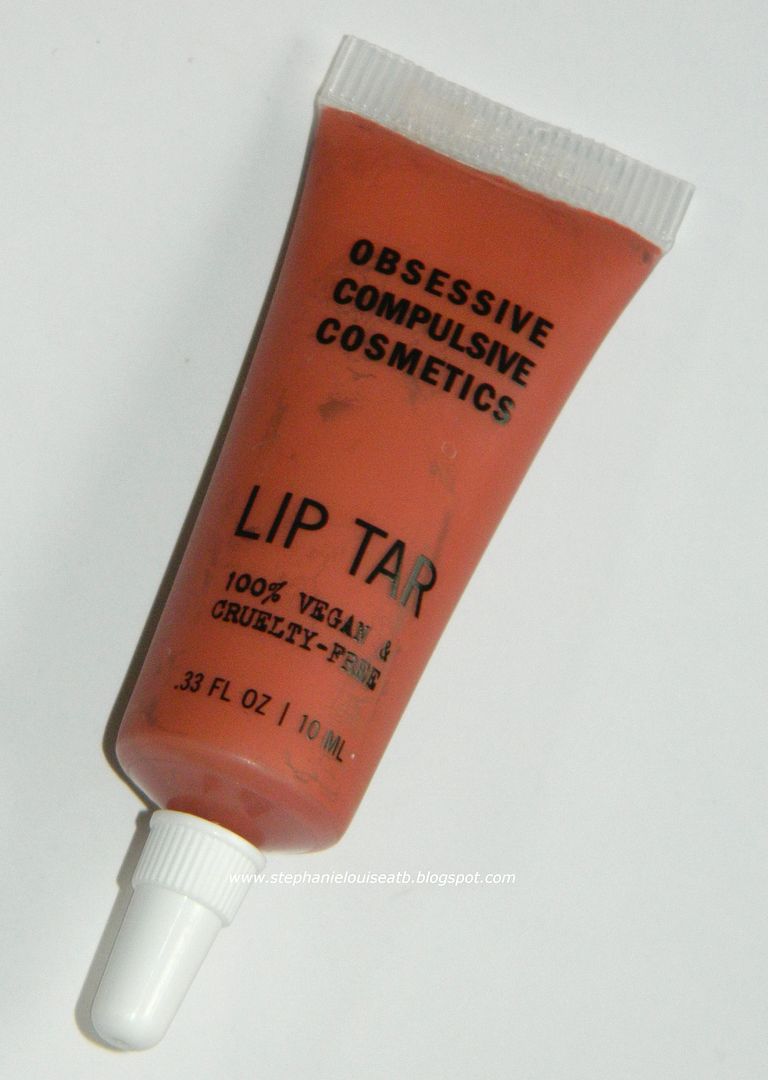 OBSESSIVE
COMPULSIVE
COSMETICS
LIP TAR
100% VEGAN &
CRUELTY-FREE
.33 FL OZ | 10 ML
www.stephanielouiseatb.blogspot.com